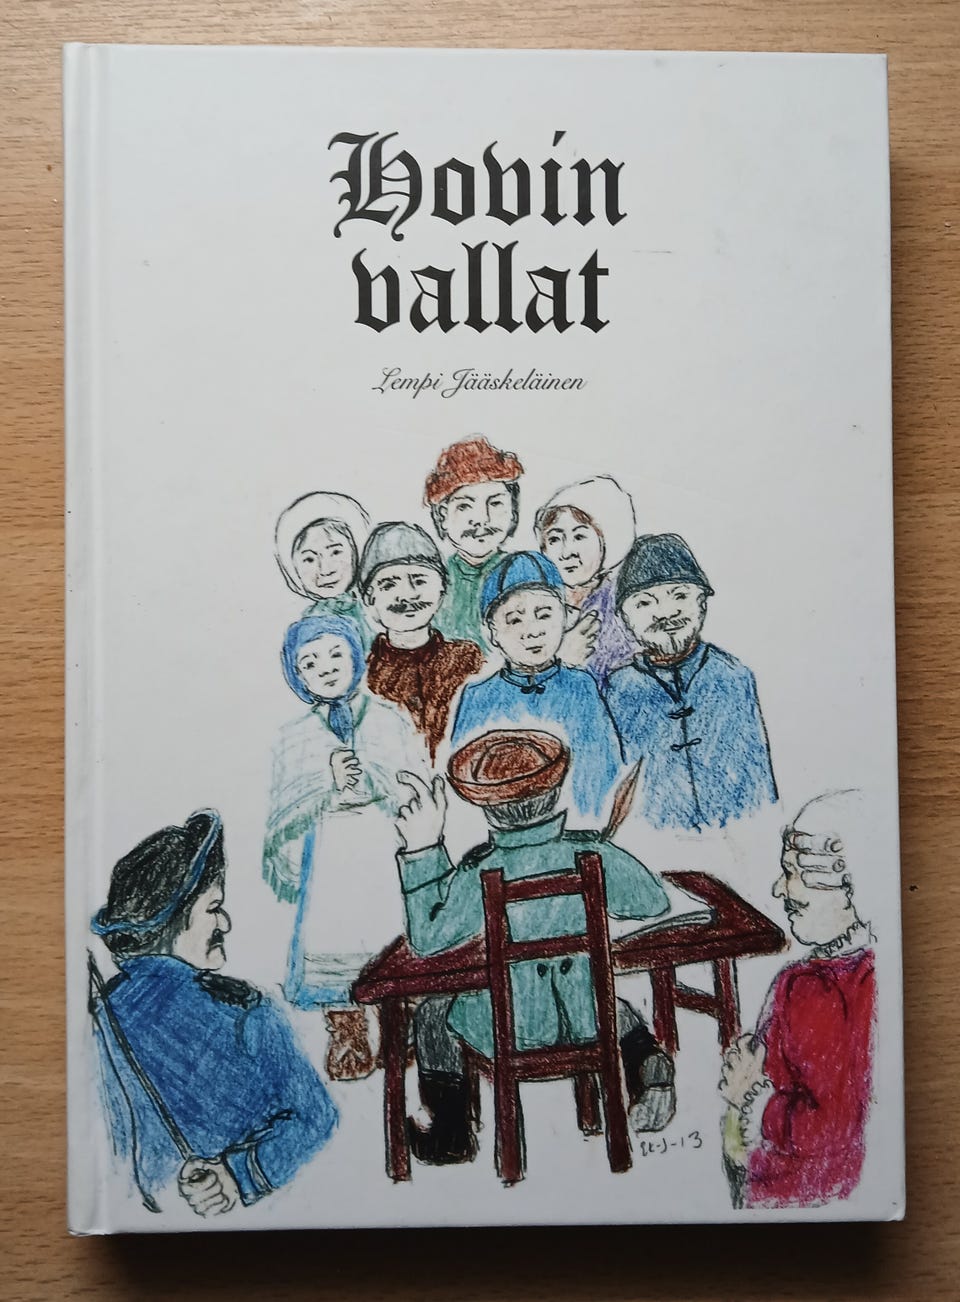 Hovin
vallat
Lempi Jääskeläinen